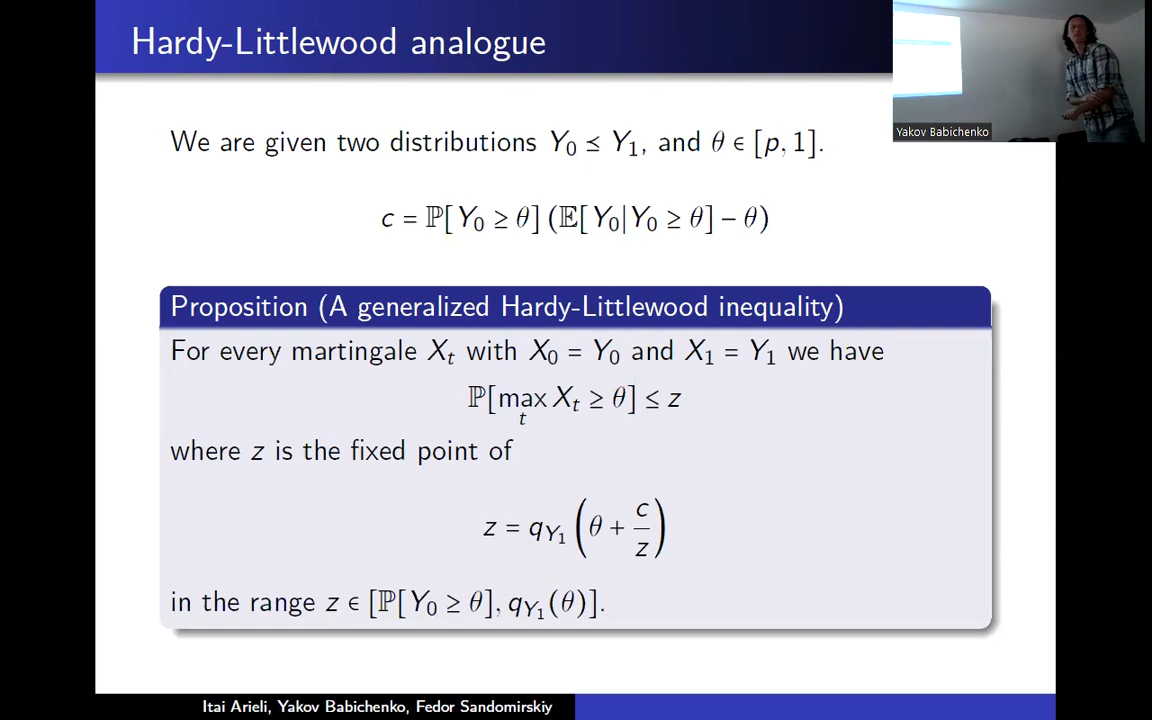 Hardy-Littlewood analogue
Yakov Babichenko
We are given two distributions Y₀ ≤ Y₁, and θ ∈ [p, 1].
c = ℙ[Y₀ ≥ θ] (𝔼[Y₀|Y₀ ≥ θ] − θ)
Proposition (A generalized Hardy-Littlewood inequality)
For every martingale Xₜ with X₀ = Y₀ and X₁ = Y₁ we have
ℙ[maxₜ Xₜ ≥ θ] ≤ z
where z is the fixed point of
z = q_{Y₁} (θ + c/z)
in the range z ∈ [ℙ[Y₀ ≥ θ], q_{Y₁}(θ)].
Itai Arieli, Yakov Babichenko, Fedor Sandomirskiy